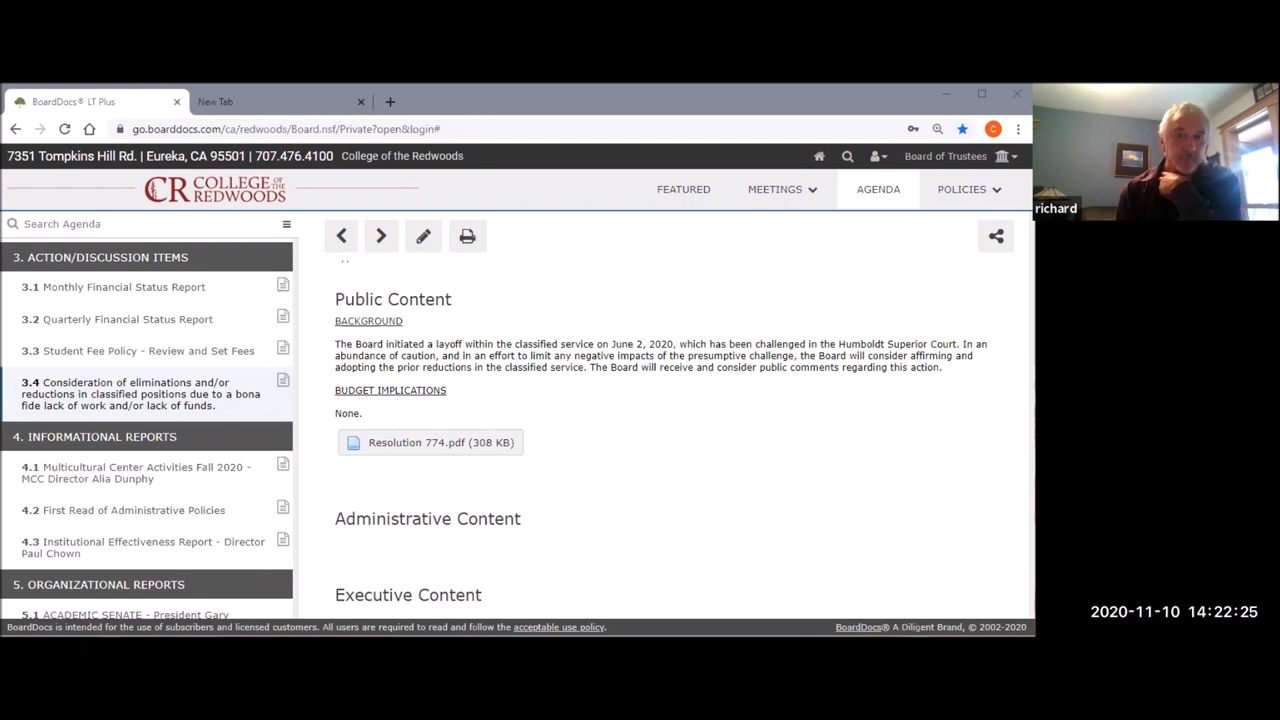 BoardDocs® LT Plus
New Tab
go.boarddocs.com/ca/redwoods/Board.nsf/Private?open&login#
C
7351 Tompkins Hill Rd. | Eureka, CA 95501 | 707.476.4100 College of the Redwoods
Board of Trustees
CR COLLEGE OF THE REDWOODS
FEATURED
MEETINGS
AGENDA
POLICIES
Search Agenda
3. ACTION/DISCUSSION ITEMS
3.1 Monthly Financial Status Report
3.2 Quarterly Financial Status Report
3.3 Student Fee Policy - Review and Set Fees
3.4 Consideration of eliminations and/or
reductions in classified positions due to a bona
fide lack of work and/or lack of funds.
4. INFORMATIONAL REPORTS
4.1 Multicultural Center Activities Fall 2020 -
MCC Director Alia Dunphy
4.2 First Read of Administrative Policies
4.3 Institutional Effectiveness Report - Director
Paul Chown
5. ORGANIZATIONAL REPORTS
5.1 ACADEMIC SENATE - President Gary
Public Content
BACKGROUND
The Board initiated a layoff within the classified service on June 2, 2020, which has been challenged in the Humboldt Superior Court. In an
abundance of caution, and in an effort to limit any negative impacts of the presumptive challenge, the Board will consider affirming and
adopting the prior reductions in the classified service. The Board will receive and consider public comments regarding this action.
BUDGET IMPLICATIONS
None.
Resolution 774.pdf (308 KB)
Administrative Content
Executive Content
BoardDocs is intended for the use of subscribers and licensed customers. All users are required to read and follow the acceptable use policy.
BoardDocs® A Diligent Brand, © 2002-2020
richard
2020-11-10 14:22:25